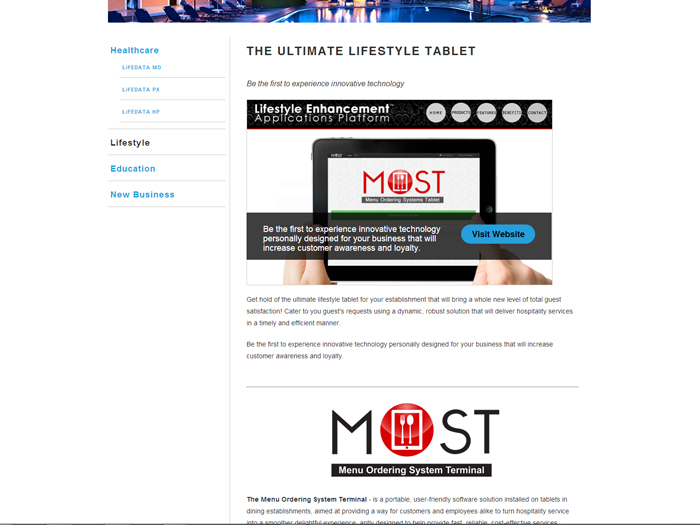 Healthcare
LIFEDATA MD
LIFEDATA PA
LIFEDATA HP
Lifestyle
Education
New Business
THE ULTIMATE LIFESTYLE TABLET
Be the first to experience innovative technology
Lifestyle Enhancement
Applications Platform
HOME PRODUCTS FEATURES BENEFITS CONTACT
MOST
MOST
Menu Ordering Systems Tablet
Be the first to experience innovative technology
personally designed for your business that will
increase customer awareness and loyalty.
Visit Website
Get hold of the ultimate lifestyle tablet for your establishment that will bring a whole new level of total guest
satisfaction! Cater to you guest's requests using a dynamic, robust solution that will deliver hospitality services
in a timely and efficient manner.
Be the first to experience innovative technology personally designed for your business that will increase
customer awareness and loyalty.
MOST
Menu Ordering System Terminal
The Menu Ordering System Terminal - is a portable, user-friendly software solution installed on tablets in
dining establishments, aimed at providing a way for customers and employees alike to turn hospitality service
into a smoother delightful experience, aptly designed to help provide fast, reliable, cost-effective services